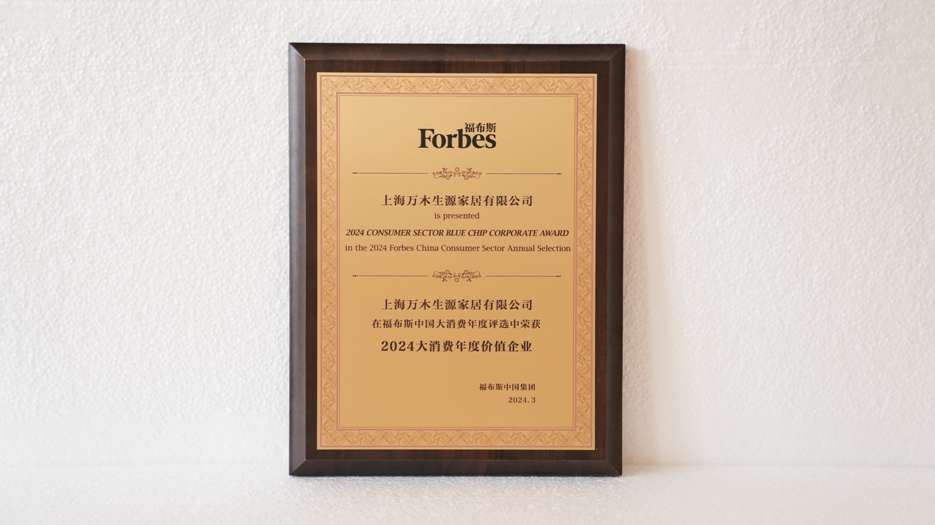 福布斯
Forbes
上海万木生源家居有限公司
is presented
2024 CONSUMER SECTOR BLUE CHIP CORPORATE AWARD
in the 2024 Forbes China Consumer Sector Annual Selection
上海万木生源家居有限公司
在福布斯中国大消费年度评选中荣获
2024大消费年度价值企业
福布斯中国集团
2024.3